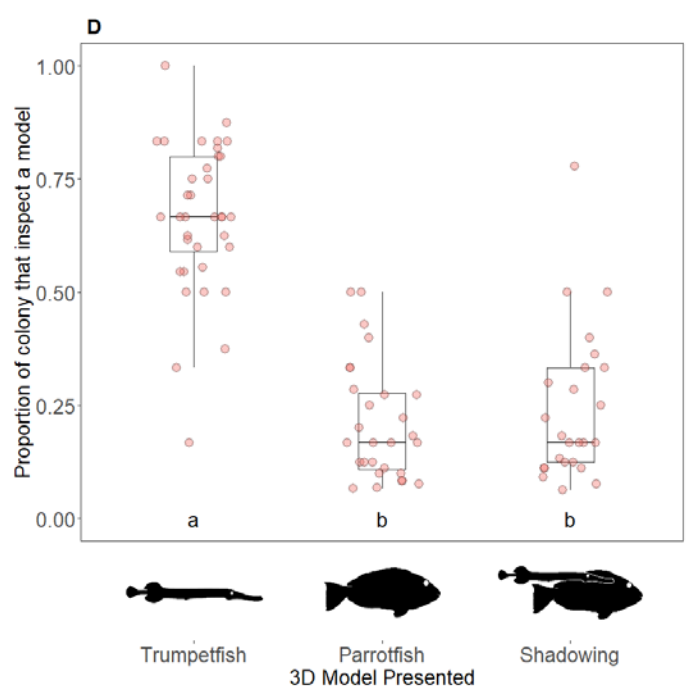 D
Proportion of colony that inspect a model
1.00
0.75
0.50
0.25
0.00
a b b
Trumpetfish Parrotfish Shadowing
3D Model Presented